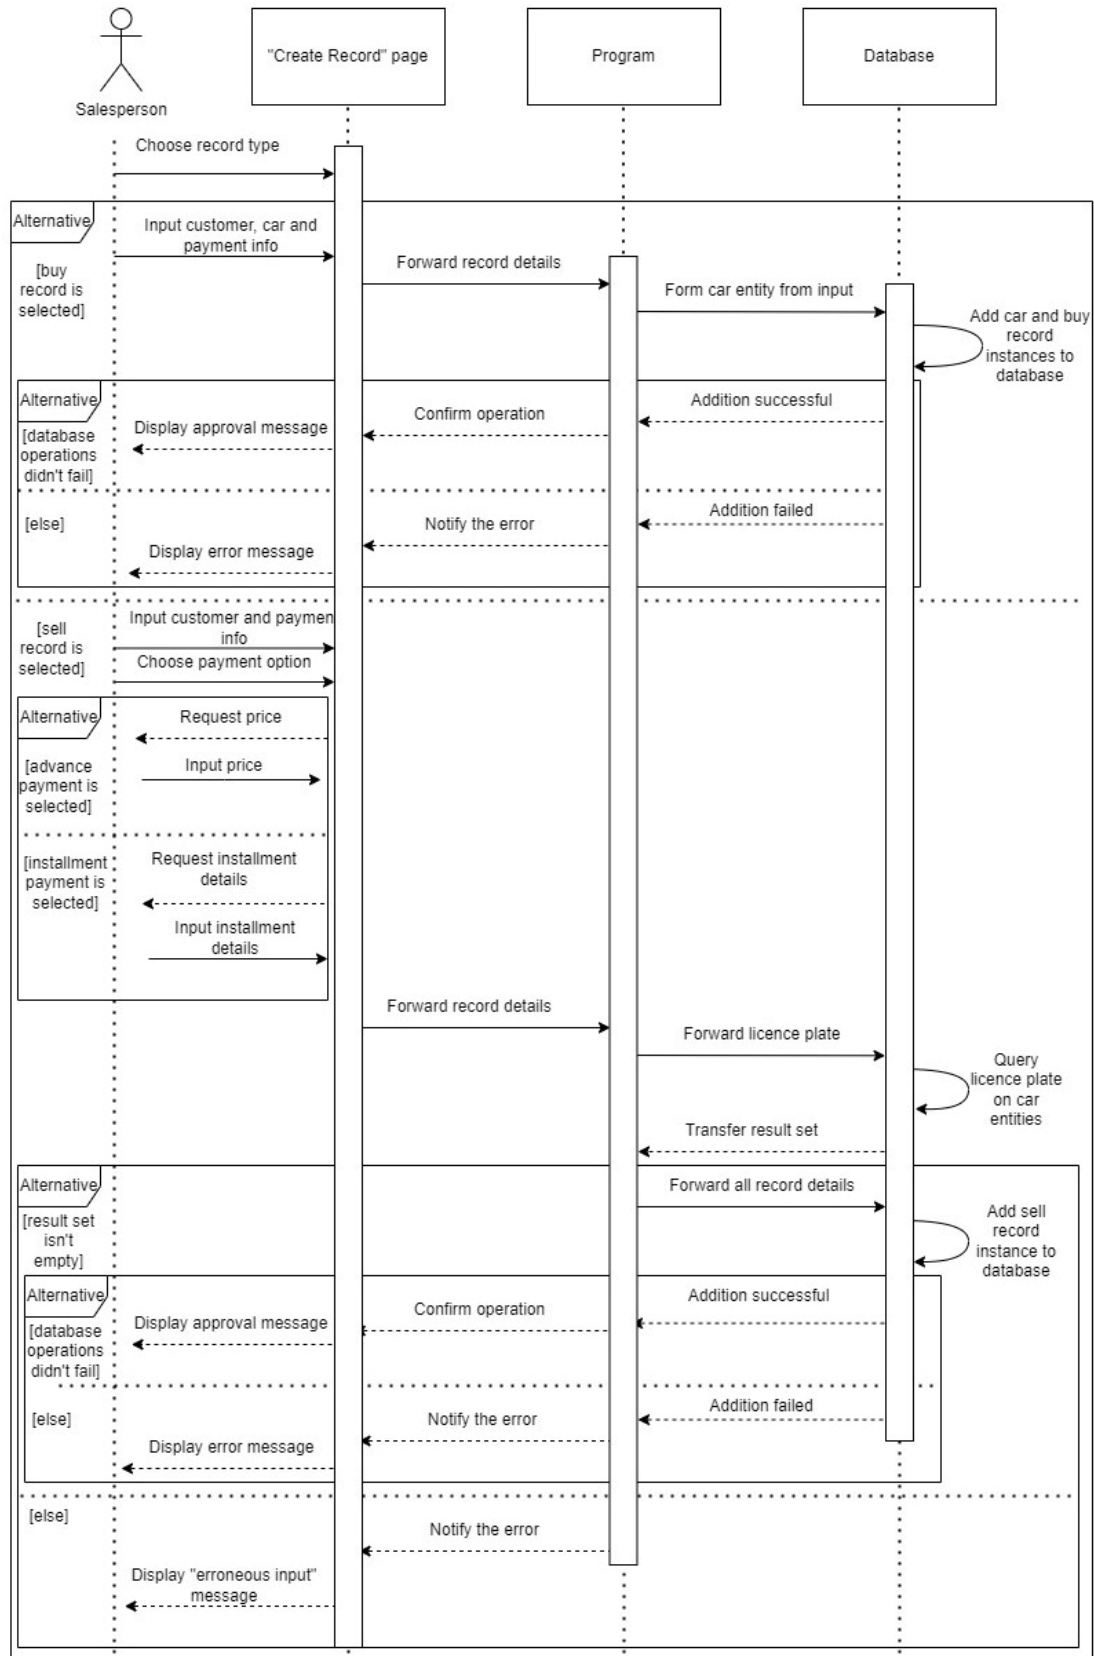 "Create Record" page
Program
Database
Salesperson
Choose record type
Alternative
Input customer, car and
payment info
[buy
record is
selected]
Forward record details
Form car entity from input
Add car and buy
record
instances to
database
Alternative
[database
operations
didn't fail]
Addition successful
Confirm operation
Display approval message
[else]
Addition failed
Notify the error
Display error message
[sell
record is
selected]
Input customer and paymen
info
Choose payment option
Alternative
Request price
[advance
payment is
selected]
Input price
[installment
payment is
selected]
Request installment
details
Input installment
details
Forward record details
Forward licence plate
Query
licence plate
on car
entities
Transfer result set
Alternative
[result set
isn't
empty]
Forward all record details
Add sell
record
instance to
database
Alternative
[database
operations
didn't fail]
Addition successful
Confirm operation
Display approval message
[else]
Addition failed
Notify the error
Display error message
[else]
Notify the error
Display "erroneous input"
message